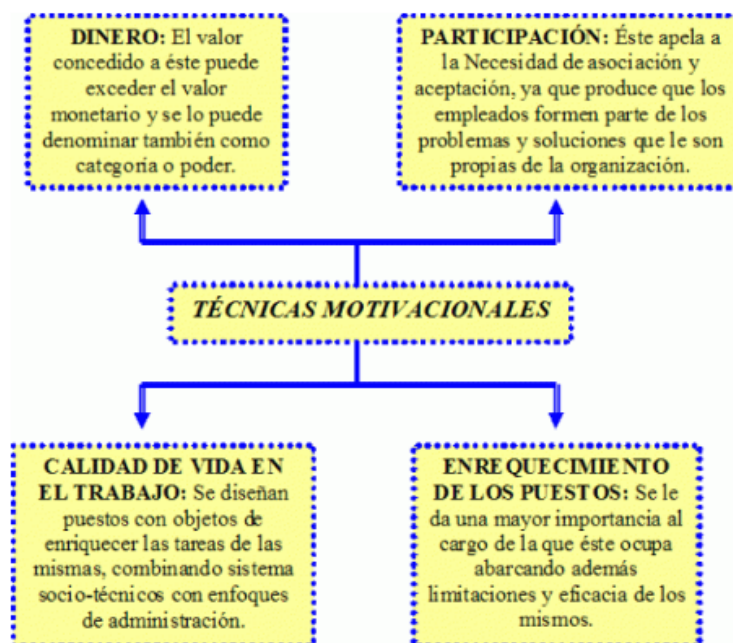 DINERO: El valor
concedido a éste puede
exceder el valor
monetario y se lo puede
denominar también como
categoría o poder.
PARTICIPACIÓN: Éste apela a
la Necesidad de asociación y
aceptación, ya que produce que los
empleados formen parte de los
problemas y soluciones que le son
propias de la organización.
TÉCNICAS MOTIVACIONALES
CALIDAD DE VIDA EN
EL TRABAJO: Se diseñan
puestos con objetos de
enriquecer las tareas de las
mismas, combinando sistema
socio-técnicos con enfoques
de administración.
ENREQUECIMIENTO
DE LOS PUESTOS: Se le
da una mayor importancia al
cargo de la que éste ocupa
abarcando además
limitaciones y eficacia de los
mismos.